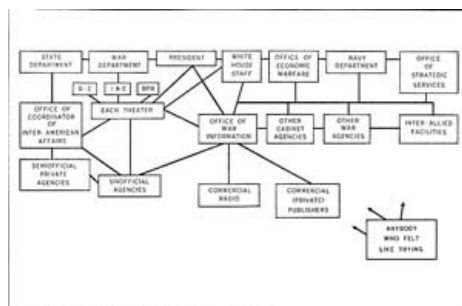 STATE
DEPARTMENT
WAR
DEPARTMENT
PRESIDENT
WHITE
HOUSE
STAFF
OFFICE OF
ECONOMIC
WARFARE
NAVY
DEPARTMENT
OFFICE
OF
STRATEGIC
SERVICES
G-2
I & E
BPR
EACH THEATER
OFFICE OF
COORDINATOR
OF
INTER-AMERICAN
AFFAIRS
OFFICE OF
WAR
INFORMATION
OTHER
CABINET
AGENCIES
OTHER
WAR
AGENCIES
INTER-ALLIED
FACILITIES
SEMIOFFICIAL
PRIVATE
AGENCIES
UNOFFICIAL
AGENCIES
COMMERCIAL
RADIO
COMMERCIAL
(PRIVATE)
PUBLISHERS
ANYBODY
WHO FELT
LIKE TRYING